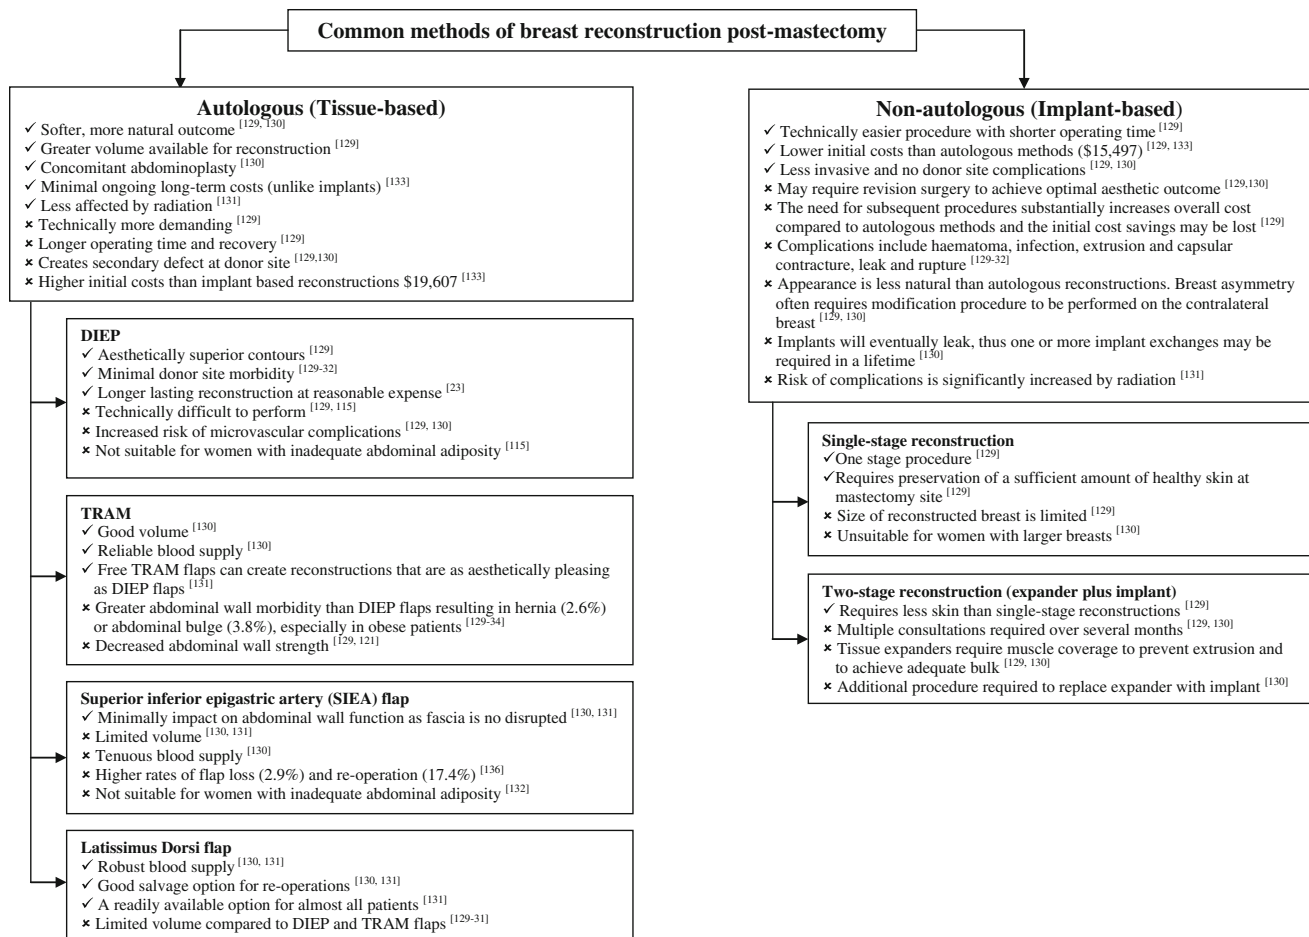 Common methods of breast reconstruction post-mastectomy
Autologous (Tissue-based)
✓ Softer, more natural outcome [129, 130]
✓ Greater volume available for reconstruction [129]
✓ Concomitant abdominoplasty [130]
✓ Minimal ongoing long-term costs (unlike implants) [133]
✓ Less affected by radiation [131]
✗ Technically more demanding [129]
✗ Longer operating time and recovery [129]
✗ Creates secondary defect at donor site [129,130]
✗ Higher initial costs than implant based reconstructions $19,607 [133]
DIEP
✓ Aesthetically superior contours [129]
✓ Minimal donor site morbidity [129-32]
✓ Longer lasting reconstruction at reasonable expense [23]
✗ Technically difficult to perform [129, 115]
✗ Increased risk of microvascular complications [129, 130]
✗ Not suitable for women with inadequate abdominal adiposity [115]
TRAM
✓ Good volume [130]
✓ Reliable blood supply [130]
✓ Free TRAM flaps can create reconstructions that are as aesthetically pleasing
as DIEP flaps [131]
✗ Greater abdominal wall morbidity than DIEP flaps resulting in hernia (2.6%)
or abdominal bulge (3.8%), especially in obese patients [129-34]
✗ Decreased abdominal wall strength [129, 121]
Superior inferior epigastric artery (SIEA) flap
✓ Minimally impact on abdominal wall function as fascia is no disrupted [130, 131]
✗ Limited volume [130, 131]
✗ Tenuous blood supply [130]
✗ Higher rates of flap loss (2.9%) and re-operation (17.4%) [136]
✗ Not suitable for women with inadequate abdominal adiposity [132]
Latissimus Dorsi flap
✓ Robust blood supply [130, 131]
✓ Good salvage option for re-operations [130, 131]
✓ A readily available option for almost all patients [131]
✗ Limited volume compared to DIEP and TRAM flaps [129-31]
Non-autologous (Implant-based)
✓ Technically easier procedure with shorter operating time [129]
✓ Lower initial costs than autologous methods ($15,497) [129, 133]
✓ Less invasive and no donor site complications [129, 130]
✗ May require revision surgery to achieve optimal aesthetic outcome [129,130]
✗ The need for subsequent procedures substantially increases overall cost
compared to autologous methods and the initial cost savings may be lost [129]
✗ Complications include haematoma, infection, extrusion and capsular
contracture, leak and rupture [129-32]
✗ Appearance is less natural than autologous reconstructions. Breast asymmetry
often requires modification procedure to be performed on the contralateral
breast [129, 130]
✗ Implants will eventually leak, thus one or more implant exchanges may be
required in a lifetime [130]
✗ Risk of complications is significantly increased by radiation [131]
Single-stage reconstruction
✓One stage procedure [129]
✓Requires preservation of a sufficient amount of healthy skin at
mastectomy site [129]
✗ Size of reconstructed breast is limited [129]
✗ Unsuitable for women with larger breasts [130]
Two-stage reconstruction (expander plus implant)
✓ Requires less skin than single-stage reconstructions [129]
✗ Multiple consultations required over several months [129, 130]
✗ Tissue expanders require muscle coverage to prevent extrusion and
to achieve adequate bulk [129, 130]
✗ Additional procedure required to replace expander with implant [130]